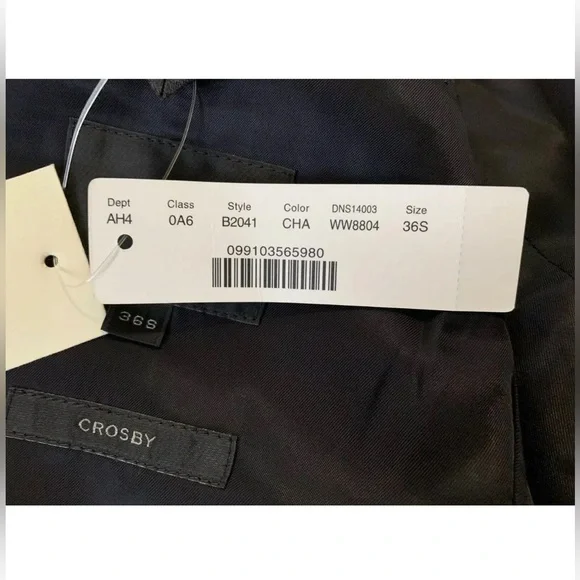 Dept Class Style Color DNS14003 Size
AH4 0A6 B2041 CHA WW8804 36S
099103565980
36S
CROSBY